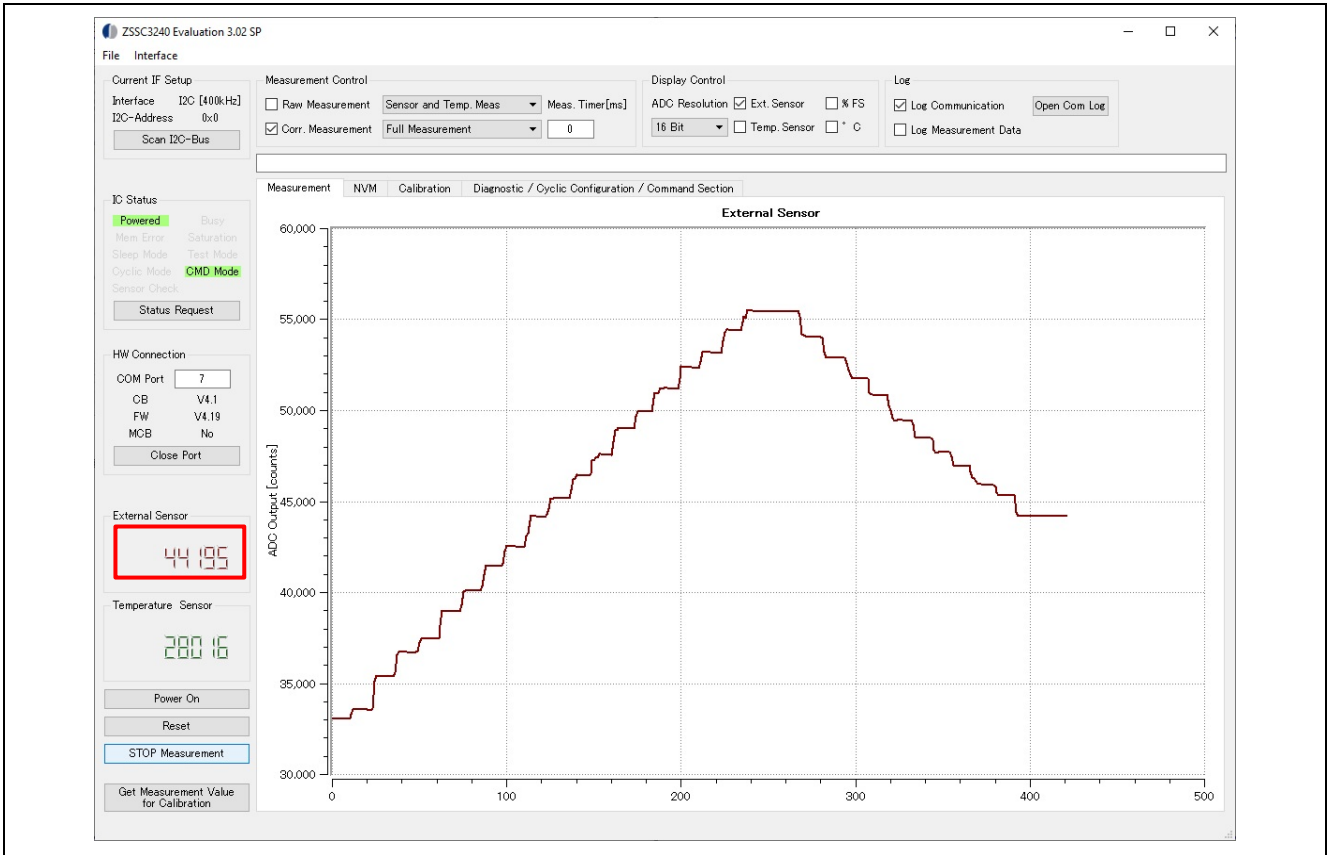 ZSSC3240 Evaluation 3.02 SP
File Interface
Current IF Setup
Interface I2C [400kHz]
I2C-Address 0x0
Scan I2C-Bus
Measurement Control
Raw Measurement Sensor and Temp. Meas Meas. Timer[ms]
Corr. Measurement Full Measurement 0
Display Control
ADC Resolution Ext. Sensor % FS
16 Bit Temp. Sensor ° C
Log
Log Communication Open Com Log
Log Measurement Data
IC Status
Powered Busy
Mem Error Saturation
Sleep Mode Test Mode
Cyclic Mode CMD Mode
Sensor Check
Status Request
HW Connection
COM Port 7
CB V4.1
FW V4.19
MCB No
Close Port
External Sensor
44195
Temperature Sensor
28016
Power On
Reset
STOP Measurement
Get Measurement Value
for Calibration
Measurement NVM Calibration Diagnostic / Cyclic Configuration / Command Section
External Sensor
ADC Output [counts]
60,000
55,000
50,000
45,000
40,000
35,000
30,000
0 100 200 300 400 500